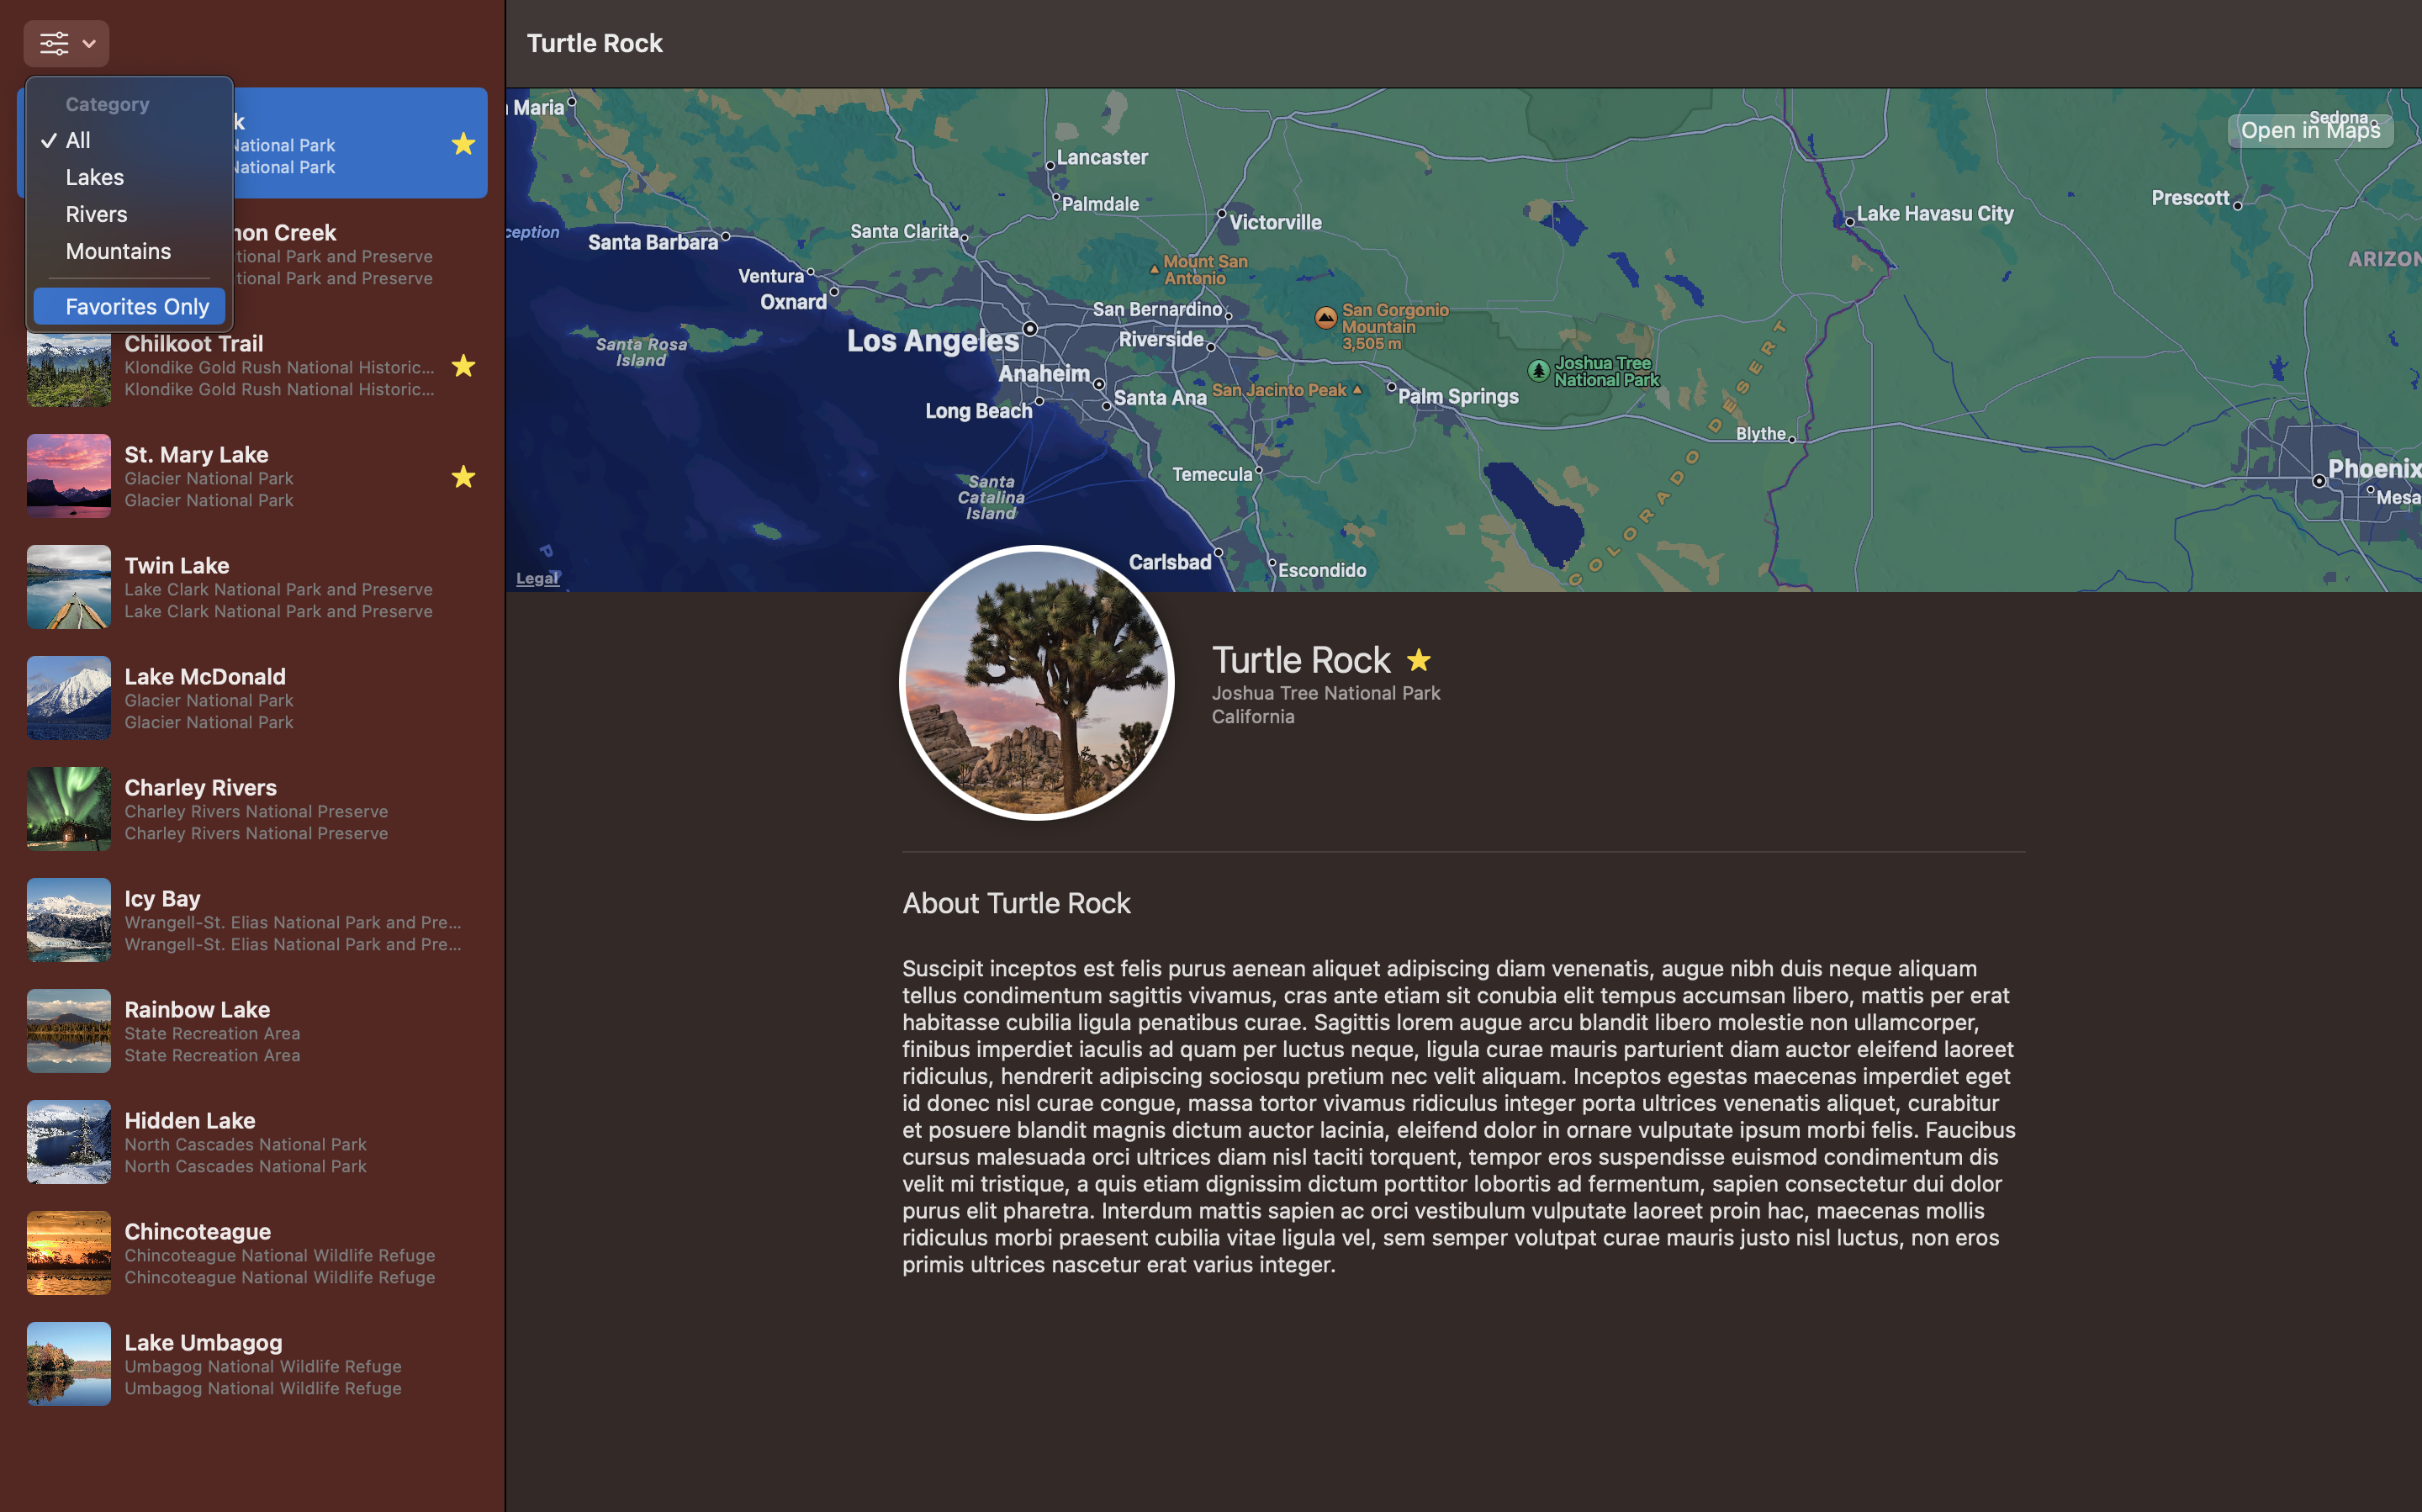 Turtle Rock
Category
All
Lakes
Rivers
Mountains
Favorites Only
k
National Park
National Park
non Creek
tional Park and Preserve
tional Park and Preserve
Chilkoot Trail
Klondike Gold Rush National Historic...
Klondike Gold Rush National Historic...
St. Mary Lake
Glacier National Park
Glacier National Park
Twin Lake
Lake Clark National Park and Preserve
Lake Clark National Park and Preserve
Lake McDonald
Glacier National Park
Glacier National Park
Charley Rivers
Charley Rivers National Preserve
Charley Rivers National Preserve
Icy Bay
Wrangell-St. Elias National Park and Pre...
Wrangell-St. Elias National Park and Pre...
Rainbow Lake
State Recreation Area
State Recreation Area
Hidden Lake
North Cascades National Park
North Cascades National Park
Chincoteague
Chincoteague National Wildlife Refuge
Chincoteague National Wildlife Refuge
Lake Umbagog
Umbagog National Wildlife Refuge
Umbagog National Wildlife Refuge
Maria
Lancaster
Palmdale
Victorville
Sedona
Open in Maps
Prescott
Lake Havasu City
ARIZON
ception
Santa Barbara
Santa Clarita
Ventura
Oxnard
Mount San
Antonio
San Bernardino
Riverside
San Gorgonio
Mountain
3,505 m
Los Angeles
Santa Rosa
Island
Anaheim
Long Beach
Santa Ana
San Jacinto Peak
Palm Springs
Joshua Tree
National Park
COLORADO DESERT
Blythe
Phoenix
Mesa
Temecula
Santa
Catalina
Island
Carlsbad
Escondido
P
Legal
Turtle Rock
Joshua Tree National Park
California
About Turtle Rock
Suscipit inceptos est felis purus aenean aliquet adipiscing diam venenatis, augue nibh duis neque aliquam
tellus condimentum sagittis vivamus, cras ante etiam sit conubia elit tempus accumsan libero, mattis per erat
habitasse cubilia ligula penatibus curae. Sagittis lorem augue arcu blandit libero molestie non ullamcorper,
finibus imperdiet iaculis ad quam per luctus neque, ligula curae mauris parturient diam auctor eleifend laoreet
ridiculus, hendrerit adipiscing sociosqu pretium nec velit aliquam. Inceptos egestas maecenas imperdiet eget
id donec nisl curae congue, massa tortor vivamus ridiculus integer porta ultrices venenatis aliquet, curabitur
et posuere blandit magnis dictum auctor lacinia, eleifend dolor in ornare vulputate ipsum morbi felis. Faucibus
cursus malesuada orci ultrices diam nisl taciti torquent, tempor eros suspendisse euismod condimentum dis
velit mi tristique, a quis etiam dignissim dictum porttitor lobortis ad fermentum, sapien consectetur dui dolor
purus elit pharetra. Interdum mattis sapien ac orci vestibulum vulputate laoreet proin hac, maecenas mollis
ridiculus morbi praesent cubilia vitae ligula vel, sem semper volutpat curae mauris justo nisl luctus, non eros
primis ultrices nascetur erat varius integer.